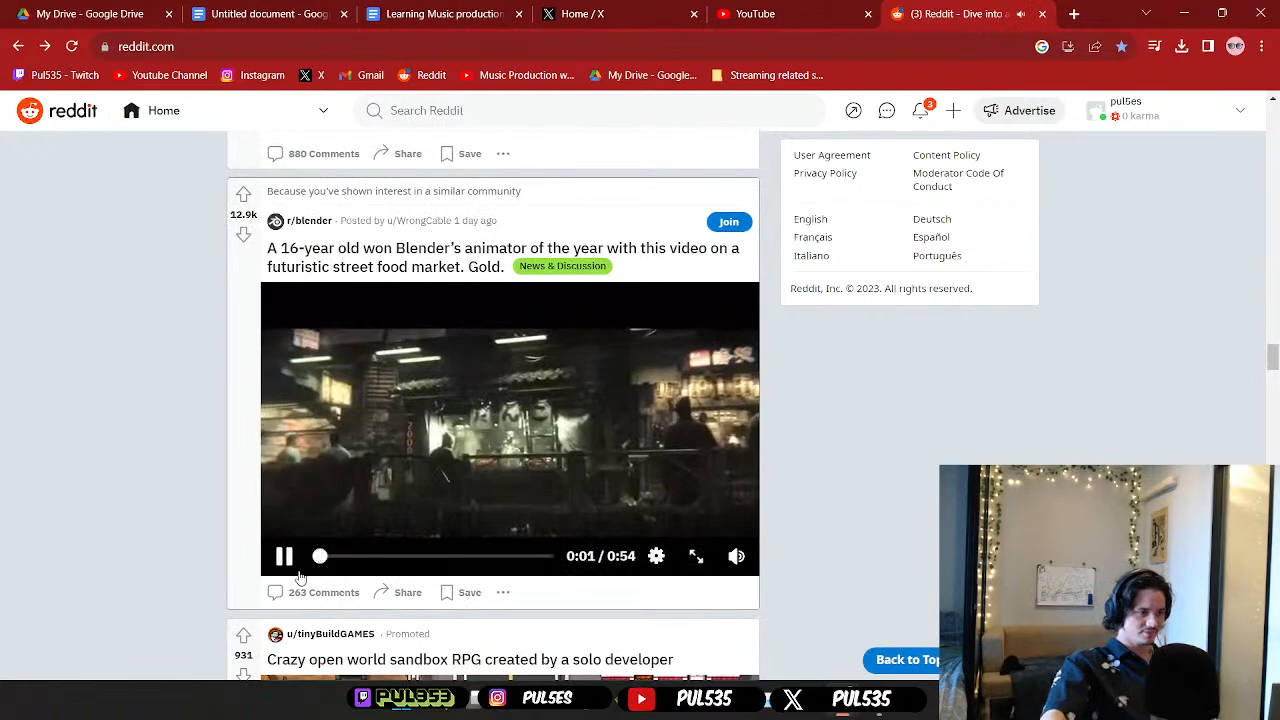 My Drive - Google Drive
Untitled document - Goog
Learning Music production
Home / X
YouTube
(3) Reddit - Dive into a
reddit.com
Pul535 - Twitch
Youtube Channel
Instagram
X
Gmail
Reddit
Music Production w...
My Drive - Google...
Streaming related s...
reddit
Home
Search Reddit
3
Advertise
pul5es
0 karma
880 Comments
Share
Save
Because you've shown interest in a similar community
12.9k
r/blender · Posted by u/WrongCable 1 day ago
Join
A 16-year old won Blender's animator of the year with this video on a
futuristic street food market. Gold.
News & Discussion
0:01 / 0:54
263 Comments
Share
Save
931
u/tinyBuildGAMES · Promoted
Crazy open world sandbox RPG created by a solo developer
User Agreement
Content Policy
Privacy Policy
Moderator Code Of
Conduct
English
Deutsch
Français
Español
Italiano
Português
Reddit, Inc. © 2023. All rights reserved.
Back to Top
PUL535
PUL5ES
PUL535
PUL535